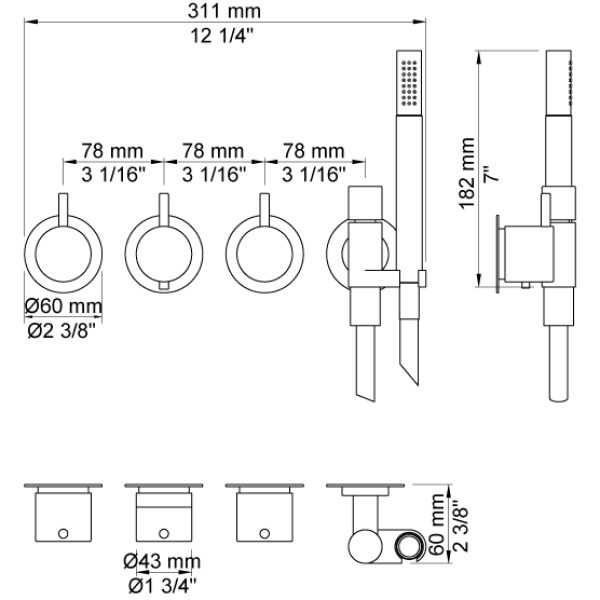 311 mm
12 1/4"
78 mm
3 1/16"
78 mm
3 1/16"
78 mm
3 1/16"
182 mm
7"
Ø60 mm
Ø2 3/8"
Ø43 mm
Ø1 3/4"
60 mm
2 3/8"